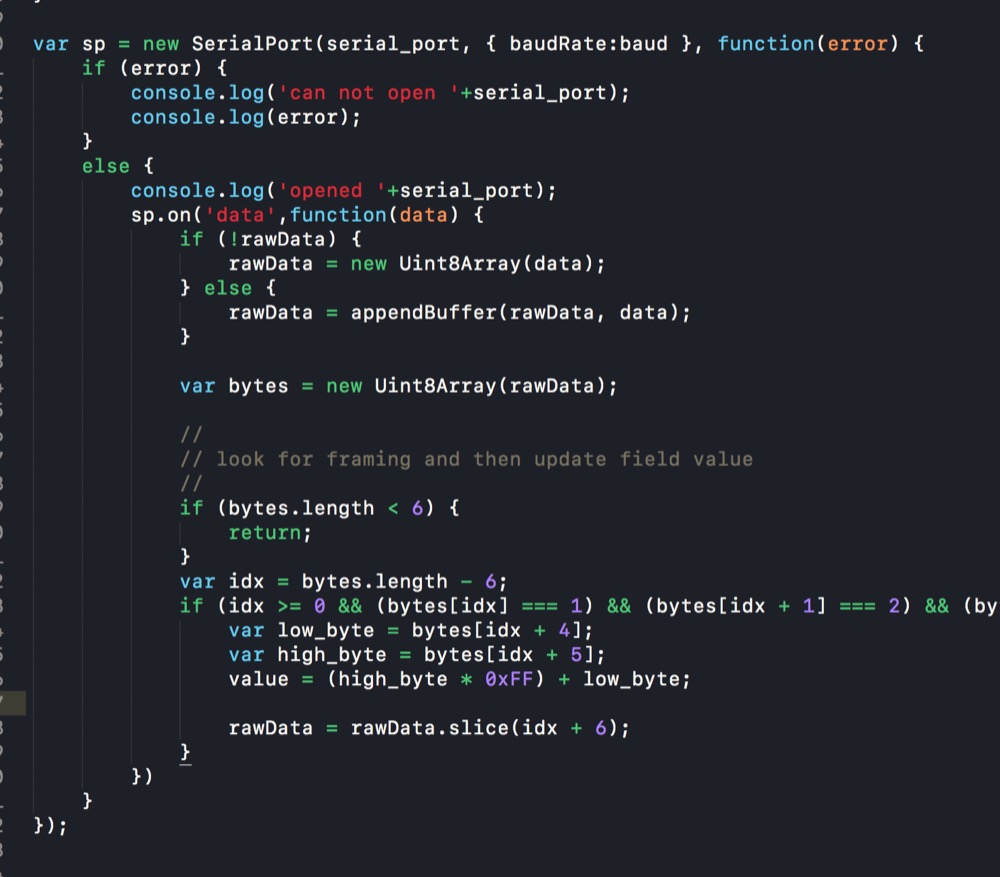 var sp = new SerialPort(serial_port, { baudRate:baud }, function(error) {
    if (error) {
        console.log('can not open '+serial_port);
        console.log(error);
    }
    else {
        console.log('opened '+serial_port);
        sp.on('data',function(data) {
            if (!rawData) {
                rawData = new Uint8Array(data);
            } else {
                rawData = appendBuffer(rawData, data);
            }

            var bytes = new Uint8Array(rawData);

            //
            // look for framing and then update field value
            //
            if (bytes.length < 6) {
                return;
            }
            var idx = bytes.length - 6;
            if (idx >= 0 && (bytes[idx] === 1) && (bytes[idx + 1] === 2) && (by
                var low_byte = bytes[idx + 4];
                var high_byte = bytes[idx + 5];
                value = (high_byte * 0xFF) + low_byte;

                rawData = rawData.slice(idx + 6);
            }
        })
    }
});